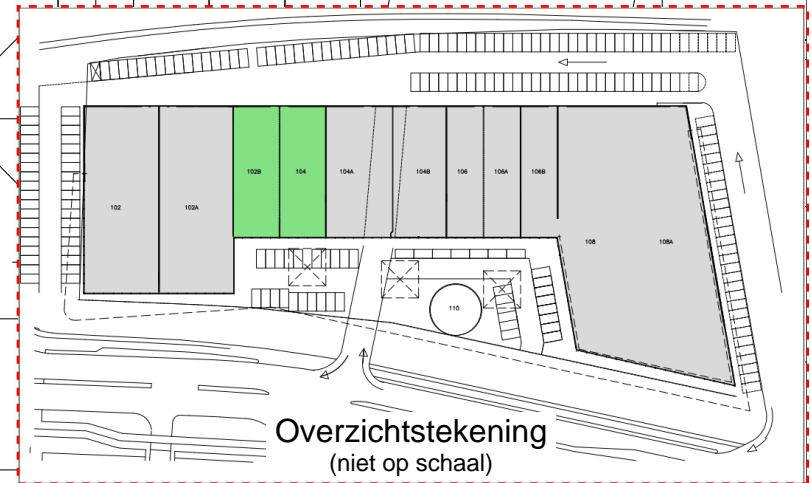 102B
104
104A
104B
106
106A
106B
102
102A
108
108A
110
Overzichtstekening
(niet op schaal)